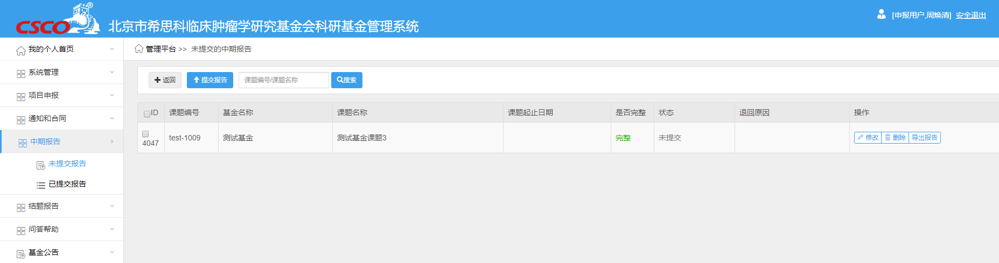 CSCO®
北京市希思科临床肿瘤学研究基金会科研基金管理系统
[申报用户,周焕清] 安全退出
我的个人首页
系统管理
项目申报
通知和合同
中期报告
未提交报告
已提交报告
结题报告
问答帮助
基金公告
管理平台 >> 未提交的中期报告
返回 提交报告 课题编号/课题名称 搜索
ID 课题编号 基金名称 课题名称 课题起止日期 是否完整 状态 退回原因 操作
4047 test-1009 测试基金 测试基金课题3 完整 未提交 修改 删除 导出报告